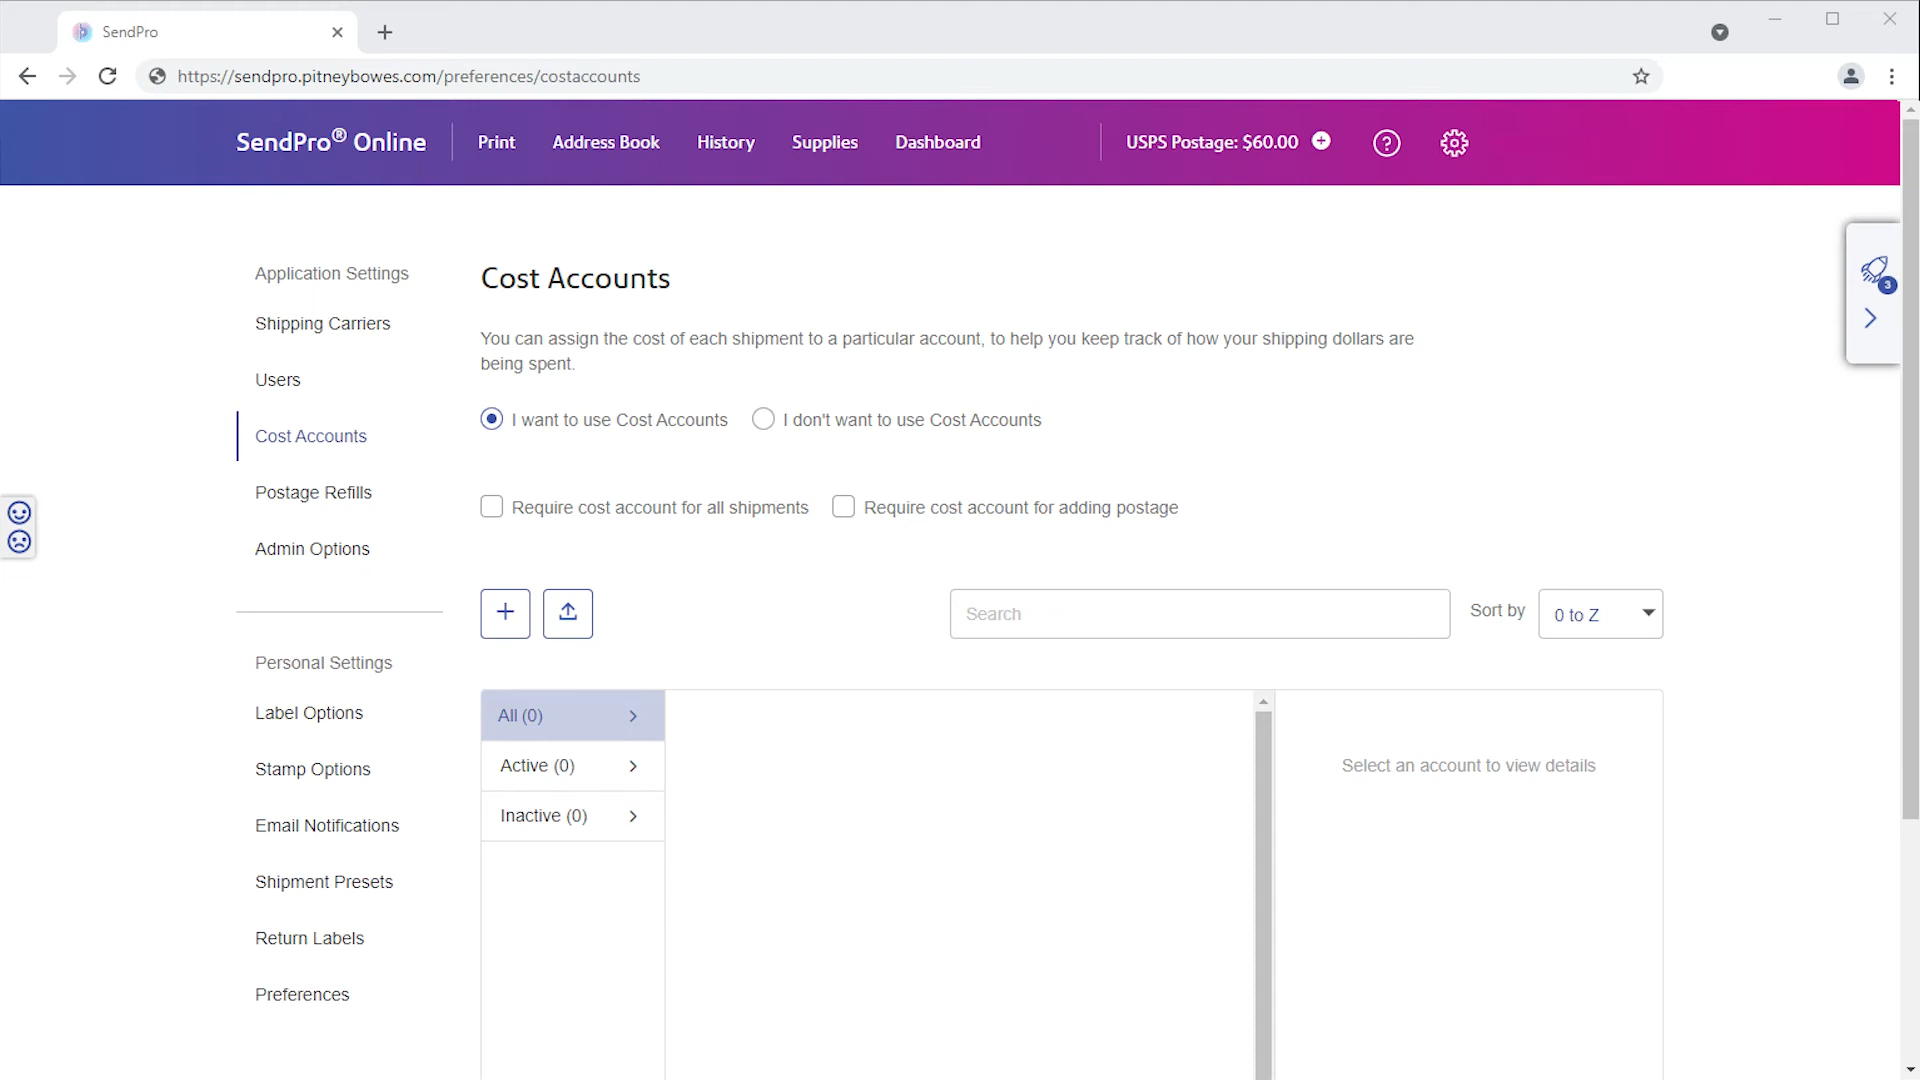 SendPro
https://sendpro.pitneybowes.com/preferences/costaccounts
SendPro® Online
Print
Address Book
History
Supplies
Dashboard
USPS Postage: $60.00
3
Application Settings
Shipping Carriers
Users
Cost Accounts
Postage Refills
Admin Options
Personal Settings
Label Options
Stamp Options
Email Notifications
Shipment Presets
Return Labels
Preferences
Cost Accounts
You can assign the cost of each shipment to a particular account, to help you keep track of how your shipping dollars are
being spent.
I want to use Cost Accounts
I don't want to use Cost Accounts
Require cost account for all shipments
Require cost account for adding postage
Search
Sort by
0 to Z
All (0)
Active (0)
Inactive (0)
Select an account to view details